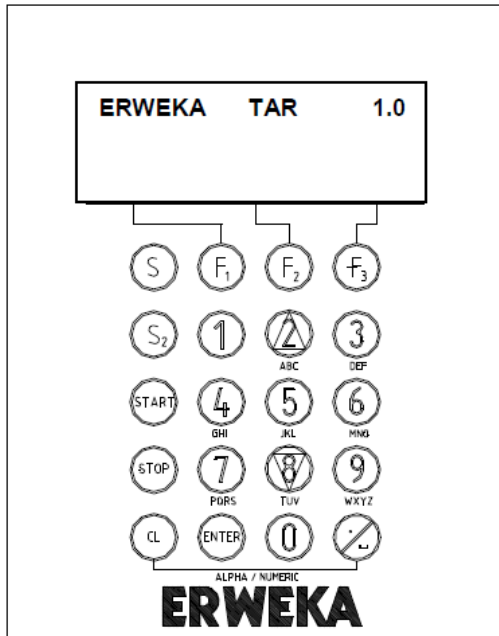 ERWEKA TAR 1.0
S F1 F2 F3
S2 1 2 3
ABC DEF
START 4 5 6
GHI JKL MNO
STOP 7 8 9
PQRS TUV WXYZ
CL ENTER 0
ALPHA / NUMERIC
ERWEKA